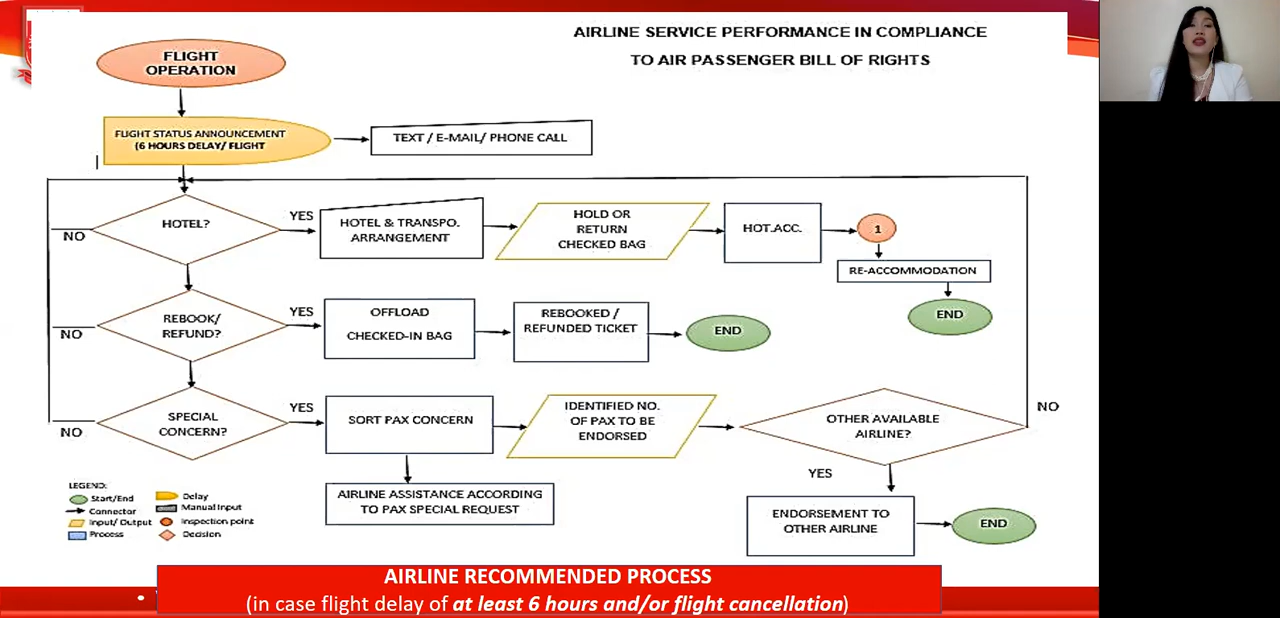 AIRLINE SERVICE PERFORMANCE IN COMPLIANCE
TO AIR PASSENGER BILL OF RIGHTS
FLIGHT
OPERATION
FLIGHT STATUS ANNOUNCEMENT
(6 HOURS DELAY/ FLIGHT
TEXT / E-MAIL/ PHONE CALL
HOTEL?
YES
NO
HOTEL & TRANSPO.
ARRANGEMENT
HOLD OR
RETURN
CHECKED BAG
HOT.ACC.
1
RE-ACCOMMODATION
END
REBOOK/
REFUND?
YES
NO
OFFLOAD
CHECKED-IN BAG
REBOOKED /
REFUNDED TICKET
END
SPECIAL
CONCERN?
YES
NO
SORT PAX CONCERN
IDENTIFIED NO.
OF PAX TO BE
ENDORSED
OTHER AVAILABLE
AIRLINE?
NO
YES
AIRLINE ASSISTANCE ACCORDING
TO PAX SPECIAL REQUEST
ENDORSEMENT TO
OTHER AIRLINE
END
LEGEND:
Start/End
Connector
Input/ Output
Process
Delay
Manual Input
Inspection point
Decision
AIRLINE RECOMMENDED PROCESS
(in case flight delay of at least 6 hours and/or flight cancellation)